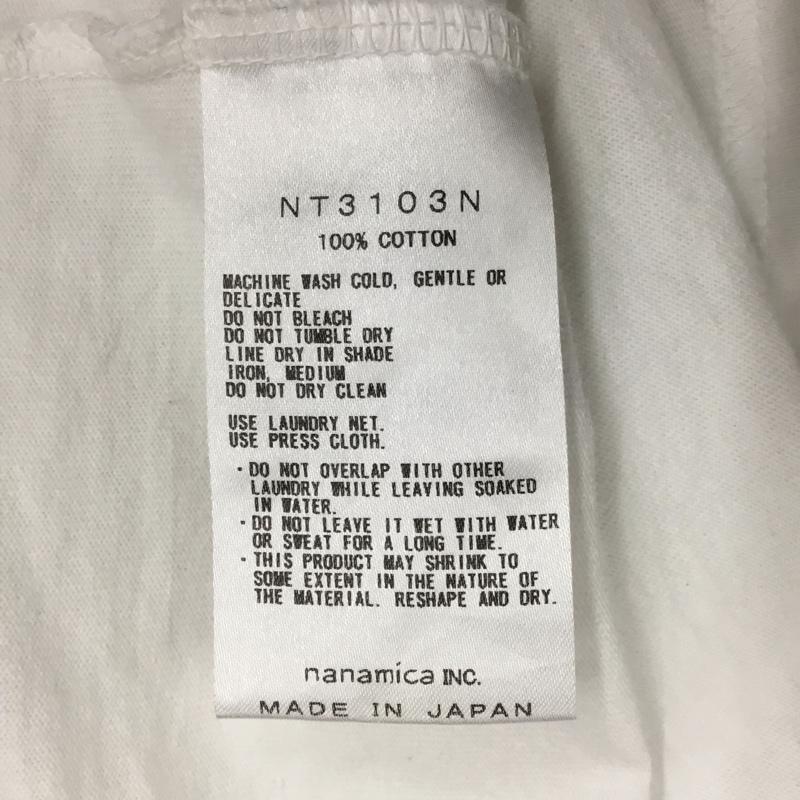 NT3103N
100% COTTON
MACHINE WASH COLD, GENTLE OR
DELICATE
DO NOT BLEACH
DO NOT TUMBLE DRY
LINE DRY IN SHADE
IRON, MEDIUM
DO NOT DRY CLEAN
USE LAUNDRY NET.
USE PRESS CLOTH.
・DO NOT OVERLAP WITH OTHER
LAUNDRY WHILE LEAVING SOAKED
IN WATER.
・DO NOT LEAVE IT WET WITH WATER
OR SWEAT FOR A LONG TIME.
・THIS PRODUCT MAY SHRINK TO
SOME EXTENT IN THE NATURE OF
THE MATERIAL. RESHAPE AND DRY.
nanamica INC.
MADE IN JAPAN